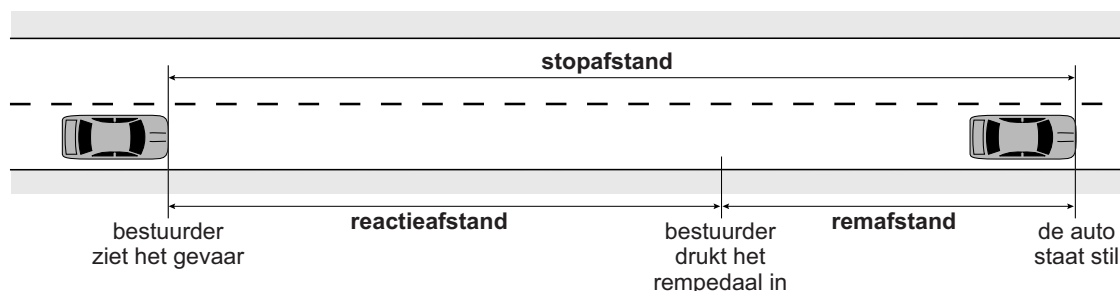 stopafstand
reactieafstand
remafstand
bestuurder
ziet het gevaar
bestuurder
drukt het
rempedaal in
de auto
staat stil